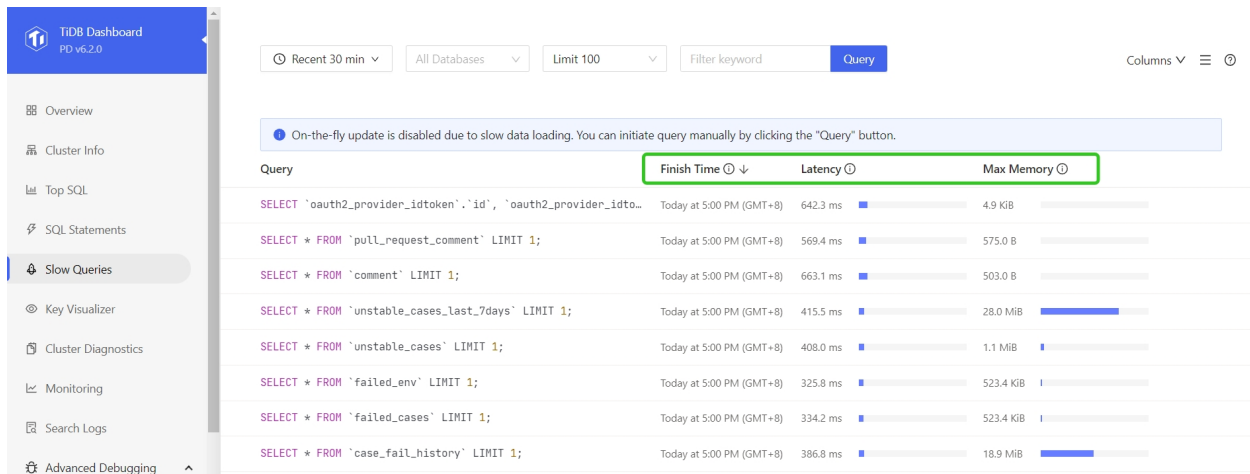 TiDB Dashboard
PD v6.2.0
Overview
Cluster Info
Top SQL
SQL Statements
Slow Queries
Key Visualizer
Cluster Diagnostics
Monitoring
Search Logs
Advanced Debugging
Recent 30 min All Databases Limit 100 Filter keyword Query Columns
On-the-fly update is disabled due to slow data loading. You can initiate query manually by clicking the "Query" button.
Query Finish Time Latency Max Memory
SELECT `oauth2_provider_idtoken`.`id`, `oauth2_provider_idto… Today at 5:00 PM (GMT+8) 642.3 ms 4.9 KiB
SELECT * FROM `pull_request_comment` LIMIT 1; Today at 5:00 PM (GMT+8) 569.4 ms 575.0 B
SELECT * FROM `comment` LIMIT 1; Today at 5:00 PM (GMT+8) 663.1 ms 503.0 B
SELECT * FROM `unstable_cases_last_7days` LIMIT 1; Today at 5:00 PM (GMT+8) 415.5 ms 28.0 MiB
SELECT * FROM `unstable_cases` LIMIT 1; Today at 5:00 PM (GMT+8) 408.0 ms 1.1 MiB
SELECT * FROM `failed_env` LIMIT 1; Today at 5:00 PM (GMT+8) 325.8 ms 523.4 KiB
SELECT * FROM `failed_cases` LIMIT 1; Today at 5:00 PM (GMT+8) 334.2 ms 523.4 KiB
SELECT * FROM `case_fail_history` LIMIT 1; Today at 5:00 PM (GMT+8) 386.8 ms 18.9 MiB